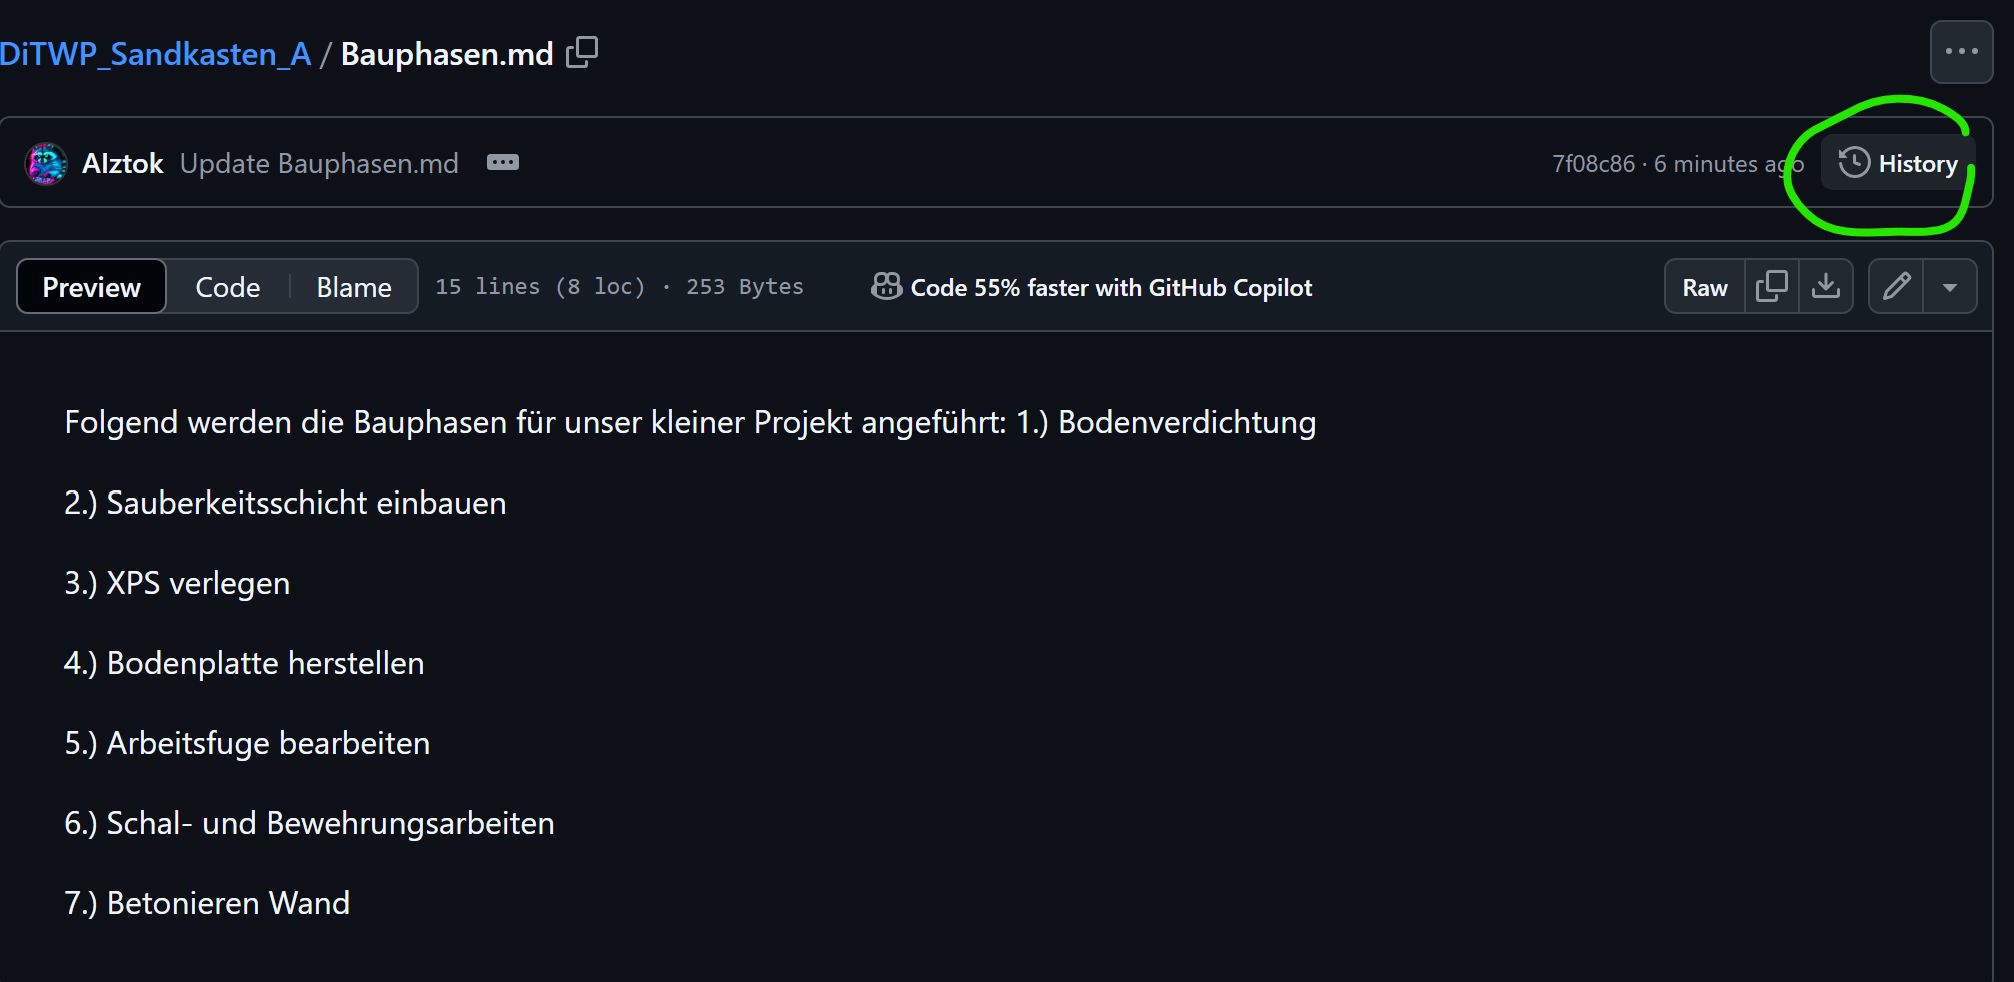 DiTWP_Sandkasten_A / Bauphasen.md
Alztok Update Bauphasen.md 7f08c86 · 6 minutes ago History
Preview Code Blame 15 lines (8 loc) · 253 Bytes Code 55% faster with GitHub Copilot Raw
Folgend werden die Bauphasen für unser kleiner Projekt angeführt: 1.) Bodenverdichtung
2.) Sauberkeitsschicht einbauen
3.) XPS verlegen
4.) Bodenplatte herstellen
5.) Arbeitsfuge bearbeiten
6.) Schal- und Bewehrungsarbeiten
7.) Betonieren Wand